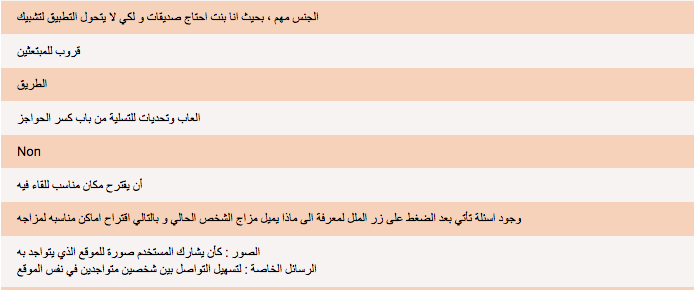 الجنس مهم ، بحيث انا بنت احتاج صديقات و لكي لا يتحول التطبيق لتشبيك
قروب للمبتعثين
الطريق
العاب وتحديات للتسلية من باب كسر الحواجز
Non
أن يقترح مكان مناسب للقاء فيه
وجود اسئلة تأتي بعد الضغط على زر الملل لمعرفة الى ماذا يميل مزاج الشخص الحالي و بالتالي اقتراح اماكن مناسبه لمزاجه
الصور : كأن يشارك المستخدم صورة للموقع الذي يتواجد به
الرسائل الخاصة : لتسهيل التواصل بين شخصين متواجدين في نفس الموقع